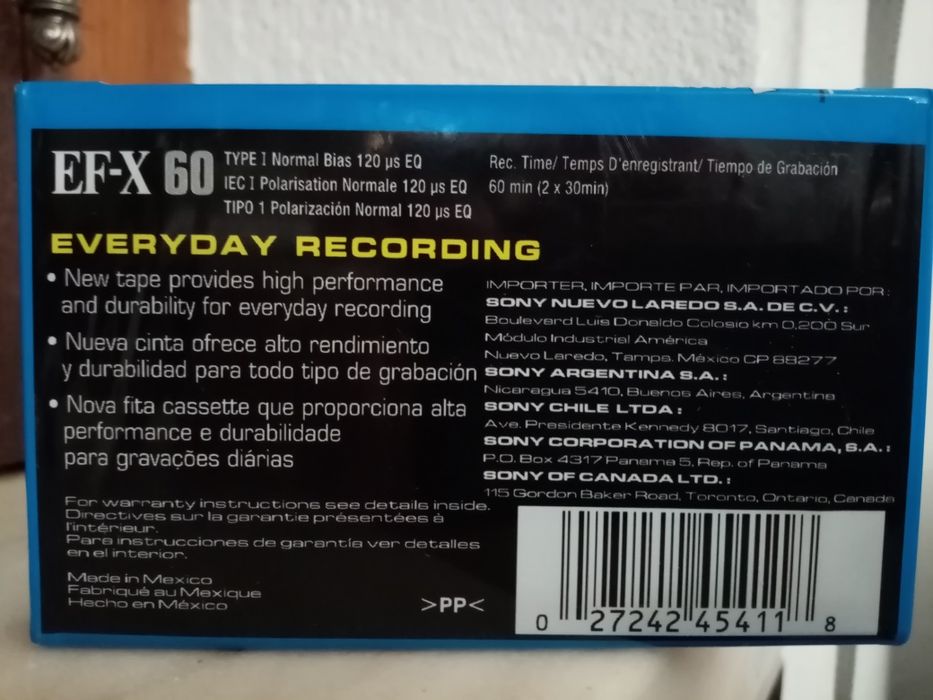 EF-X 60
TYPE I Normal Bias 120 µs EQ
IEC I Polarisation Normale 120 µs EQ
TIPO 1 Polarización Normal 120 µs EQ
Rec. Time/ Temps D'enregistrant/ Tiempo de Grabación
60 min (2 x 30min)
EVERYDAY RECORDING
• New tape provides high performance
and durability for everyday recording
• Nueva cinta ofrece alto rendimiento
y durabilidad para todo tipo de grabación
• Nova fita cassette que proporciona alta
performance e durabilidade
para gravações diárias
IMPORTER, IMPORTE PAR, IMPORTADO POR:
SONY NUEVO LAREDO S.A. DE C.V. :
Boulevard Luis Donaldo Colosio km 0,200 Sur
Módulo Industrial América
Nuevo Laredo, Tamps. México CP 88277
SONY ARGENTINA S.A. :
Nicaragua 5410, Buenos Aires, Argentina
SONY CHILE LTDA :
Ave. Presidente Kennedy 8017, Santiago, Chile
SONY CORPORATION OF PANAMA, S.A. :
P.O. Box 4317 Panama 5, Rep. of Panama
SONY OF CANADA LTD. :
115 Gordon Baker Road, Toronto, Ontario, Canada
For warranty instructions see details inside.
Directives sur la garantie présentées à
l'intérieur.
Para instrucciones de garantía ver detalles
en el interior.
Made in Mexico
Fabriqué au Mexique
Hecho en México
>PP<
0 27242 45411 8